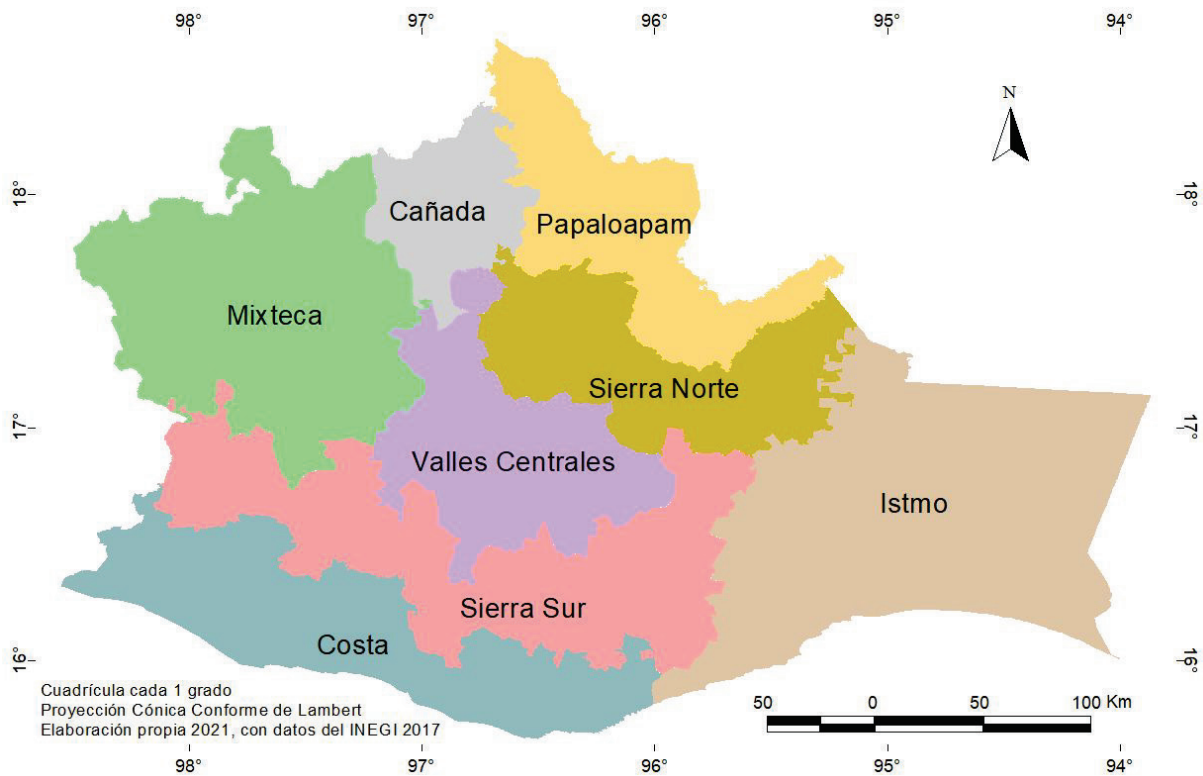 98°
97°
96°
95°
94°
N
18°
18°
Cañada
Papaloapam
Mixteca
Sierra Norte
17°
17°
Valles Centrales
Istmo
Sierra Sur
Costa
16°
16°
Cuadrícula cada 1 grado
Proyección Cónica Conforme de Lambert
Elaboración propia 2021, con datos del INEGI 2017
50 0 50 100 Km
98°
97°
96°
95°
94°